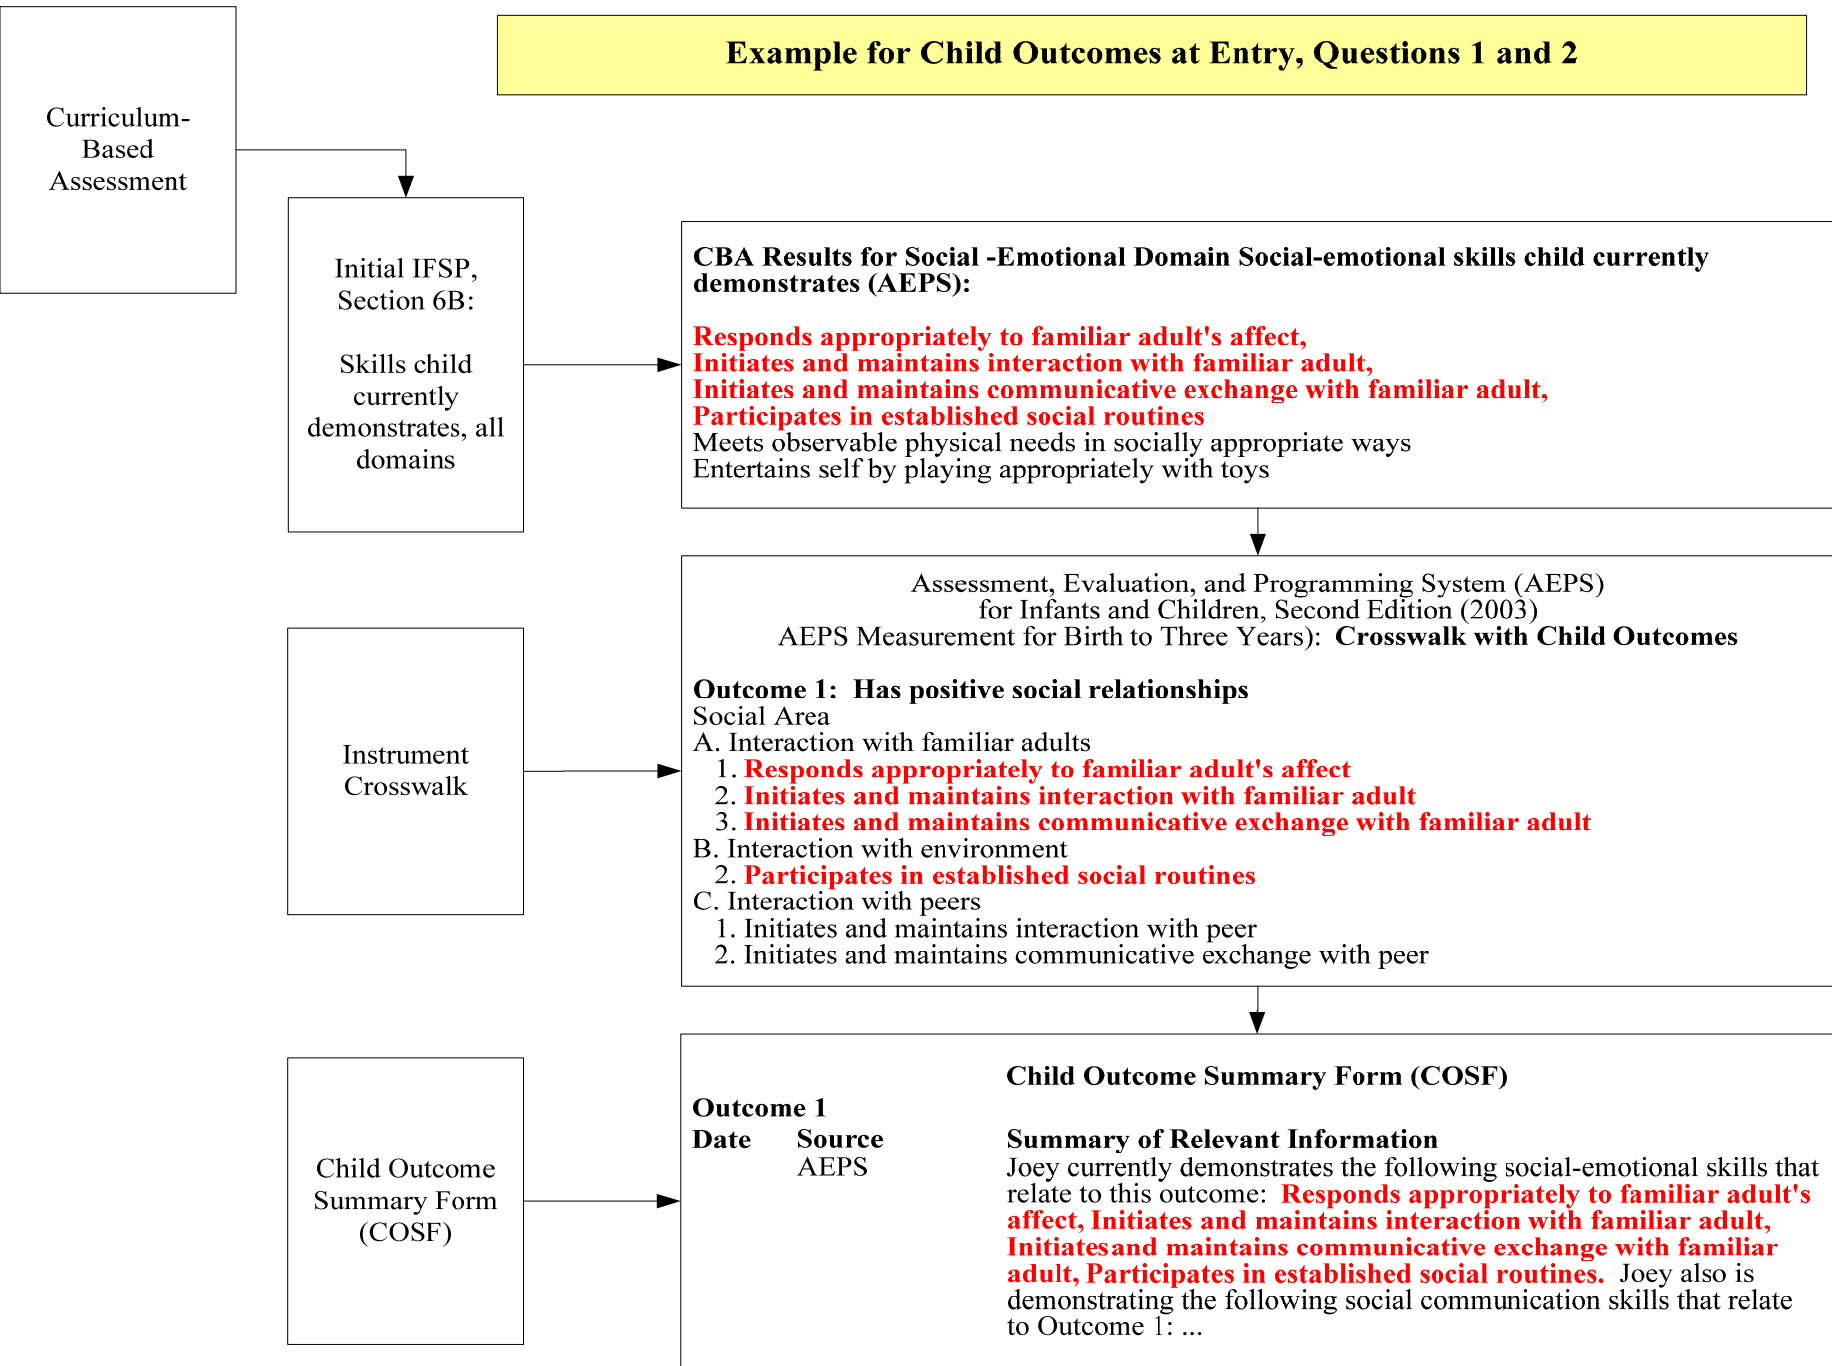 Example for Child Outcomes at Entry, Questions 1 and 2
Curriculum-
Based
Assessment
Initial IFSP,
Section 6B:
Skills child
currently
demonstrates, all
domains
CBA Results for Social -Emotional Domain Social-emotional skills child currently
demonstrates (AEPS):
Responds appropriately to familiar adult's affect,
Initiates and maintains interaction with familiar adult,
Initiates and maintains communicative exchange with familiar adult,
Participates in established social routines
Meets observable physical needs in socially appropriate ways
Entertains self by playing appropriately with toys
Instrument
Crosswalk
Assessment, Evaluation, and Programming System (AEPS)
for Infants and Children, Second Edition (2003)
AEPS Measurement for Birth to Three Years): Crosswalk with Child Outcomes
Outcome 1: Has positive social relationships
Social Area
A. Interaction with familiar adults
1. Responds appropriately to familiar adult's affect
2. Initiates and maintains interaction with familiar adult
3. Initiates and maintains communicative exchange with familiar adult
B. Interaction with environment
2. Participates in established social routines
C. Interaction with peers
1. Initiates and maintains interaction with peer
2. Initiates and maintains communicative exchange with peer
Child Outcome
Summary Form
(COSF)
Child Outcome Summary Form (COSF)
Outcome 1
Date Source Summary of Relevant Information
AEPS Joey currently demonstrates the following social-emotional skills that
relate to this outcome: Responds appropriately to familiar adult's
affect, Initiates and maintains interaction with familiar adult,
Initiatesand maintains communicative exchange with familiar
adult, Participates in established social routines. Joey also is
demonstrating the following social communication skills that relate
to Outcome 1: ...